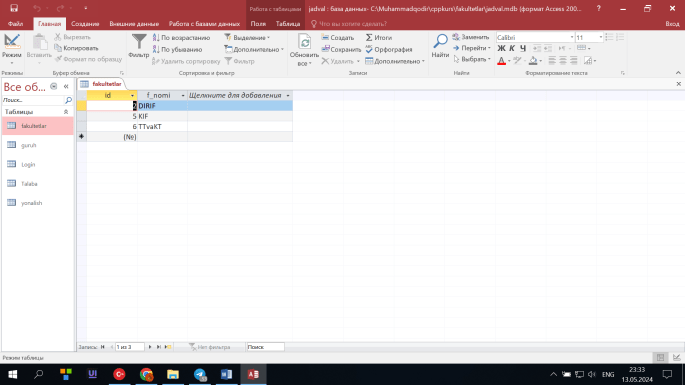 Работа с таблицами
jadval : база данных- C:\Muhammadqodir\cppkurs\fakultetlar\jadval.mdb (формат Access 200...
Файл Главная Создание Внешние данные Работа с базами данных Поля Таблица Что вы хотите сделать? Вход
Режим
Режимы
Вставить
Вырезать
Копировать
Формат по образцу
Буфер обмена
Фильтр
По возрастанию
По убыванию
Удалить сортировку
Выделение
Дополнительно
Фильтр
Сортировка и фильтр
Обновить все
Создать
Сохранить
Удалить
Итоги
Орфография
Дополнительно
Записи
Найти
Заменить
Перейти
Выделить
Найти
Calibri 11
Ж К Ч
Форматирование текста
Все об...
Поиск...
Таблицы
fakultetlar
guruh
Login
Talaba
yonalish
fakultetlar
id f_nomi Щелкните для добавления
2 DIRIF
5 KIF
6 TTvaKT
(№)
Запись: 1 из 3 Нет фильтра Поиск
Режим таблицы
23:33
13.05.2024